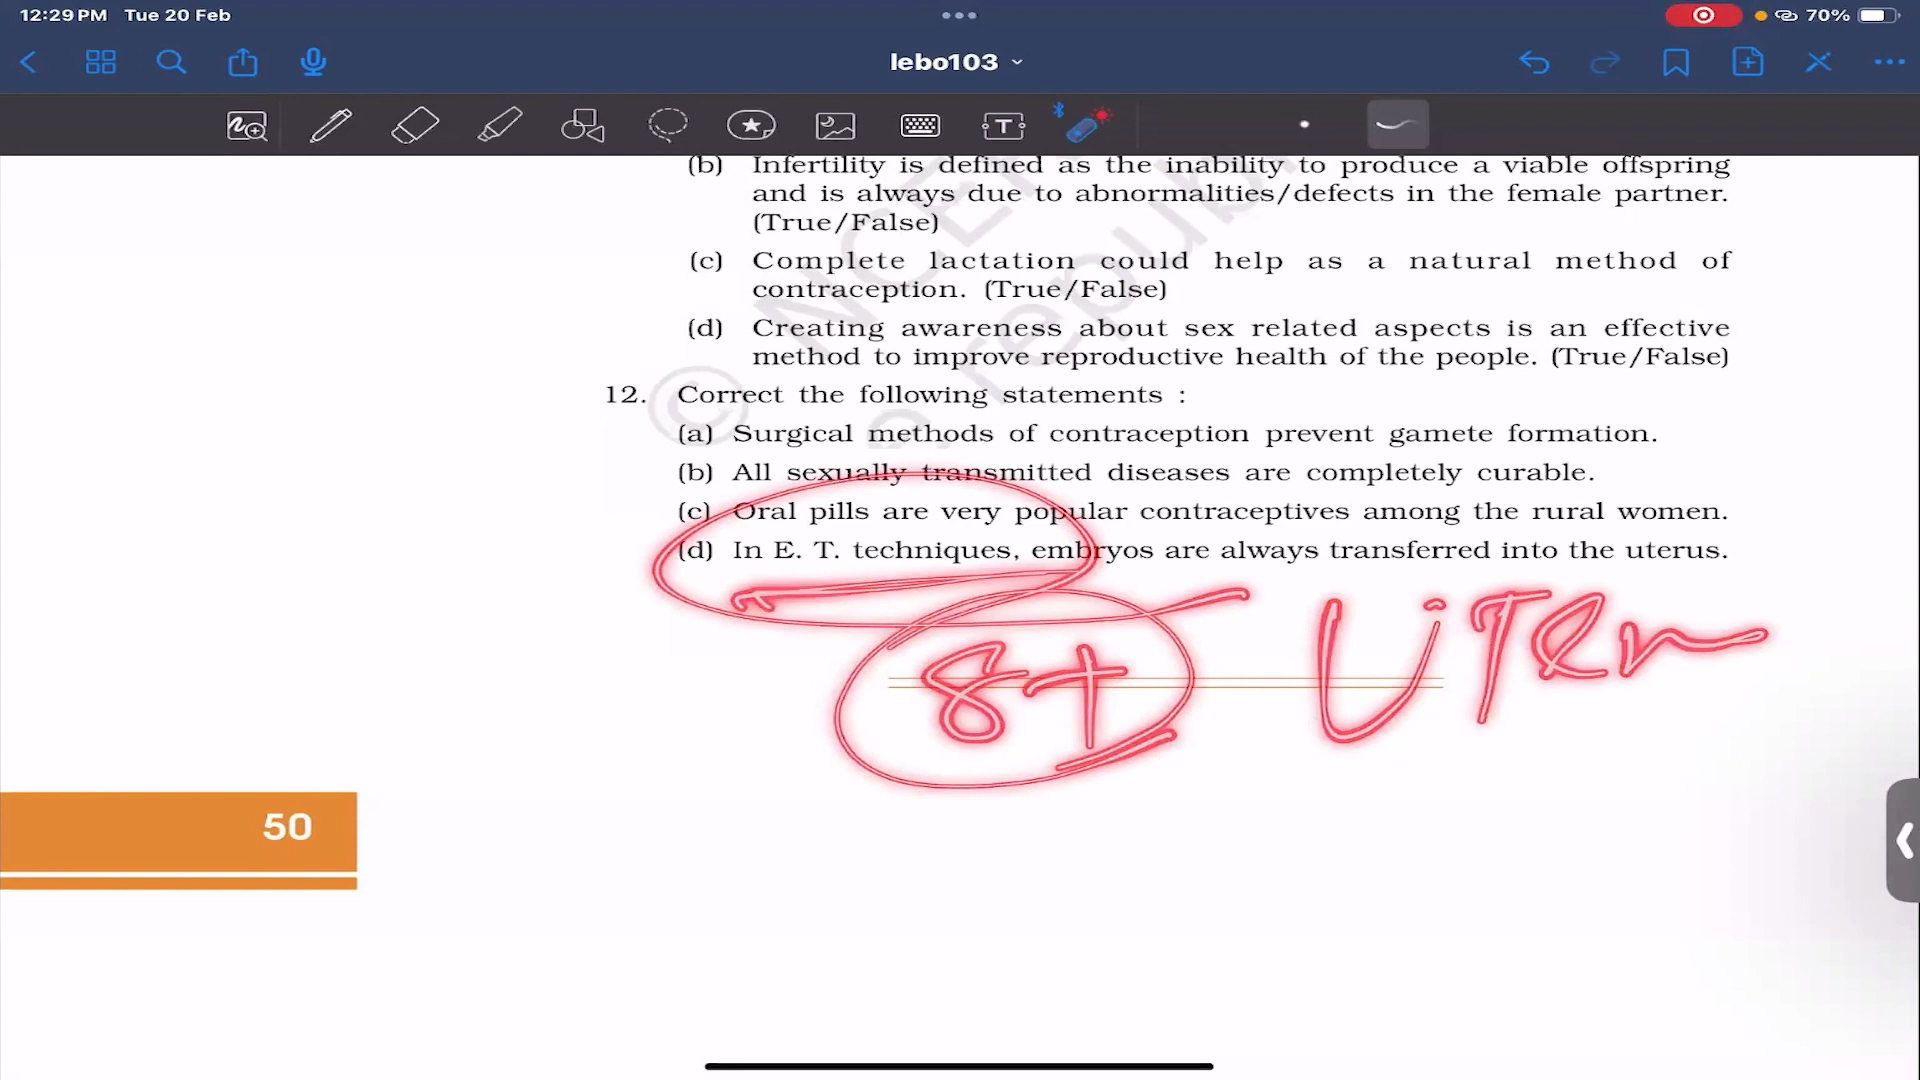 12:29 PM Tue 20 Feb
70%
lebo103
(b) Infertility is defined as the inability to produce a viable offspring
and is always due to abnormalities/defects in the female partner.
(True/False)
(c) Complete lactation could help as a natural method of
contraception. (True/False)
(d) Creating awareness about sex related aspects is an effective
method to improve reproductive health of the people. (True/False)
12. Correct the following statements :
(a) Surgical methods of contraception prevent gamete formation.
(b) All sexually transmitted diseases are completely curable.
(c) Oral pills are very popular contraceptives among the rural women.
(d) In E. T. techniques, embryos are always transferred into the uterus.
8+
50